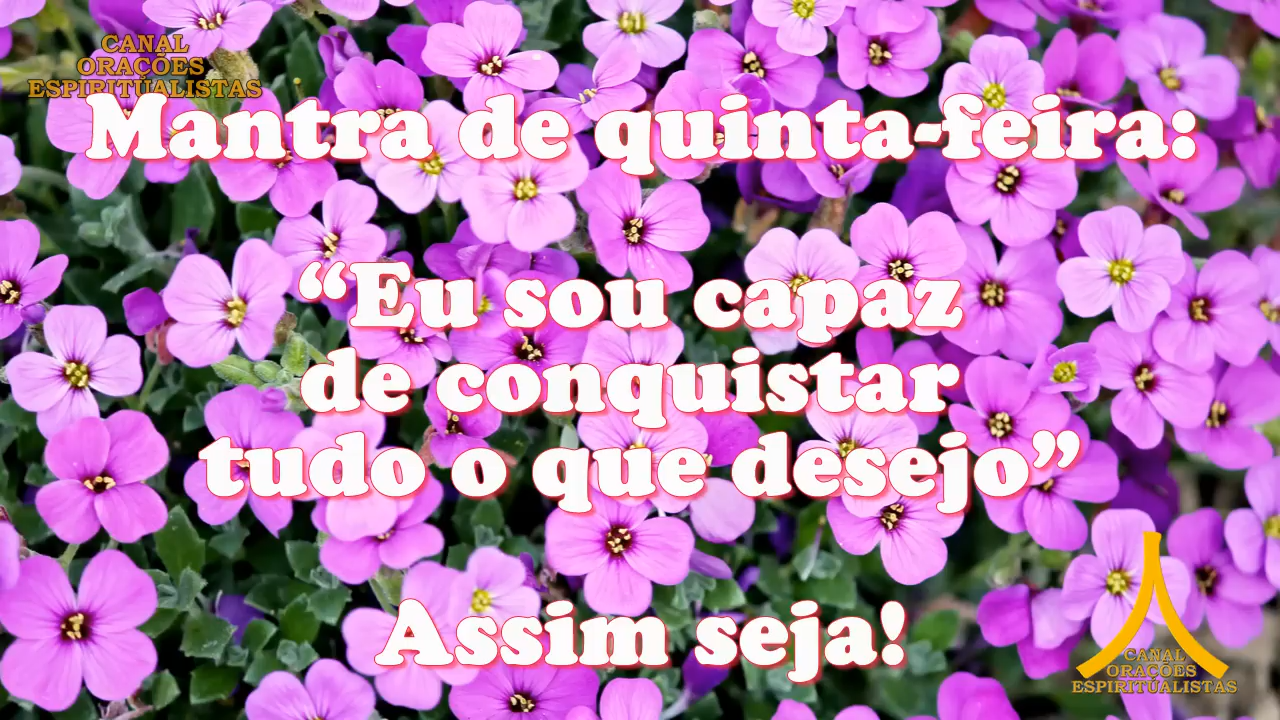 CANAL
ORAÇÕES
ESPIRITUALISTAS
Mantra de quinta-feira:
“Eu sou capaz
de conquistar
tudo o que desejo”
Assim seja!
CANAL
ORAÇÕES
ESPIRITUALISTAS